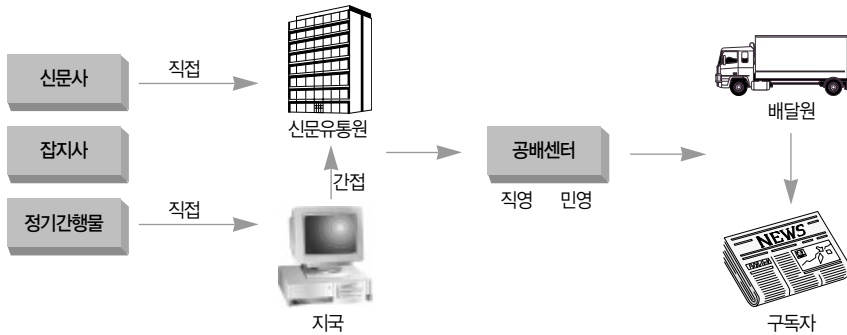 신문사
직접
신문유통원
배달원
잡지사
간접
공배센터
직영 민영
정기간행물
직접
지국
NEWS
구독자